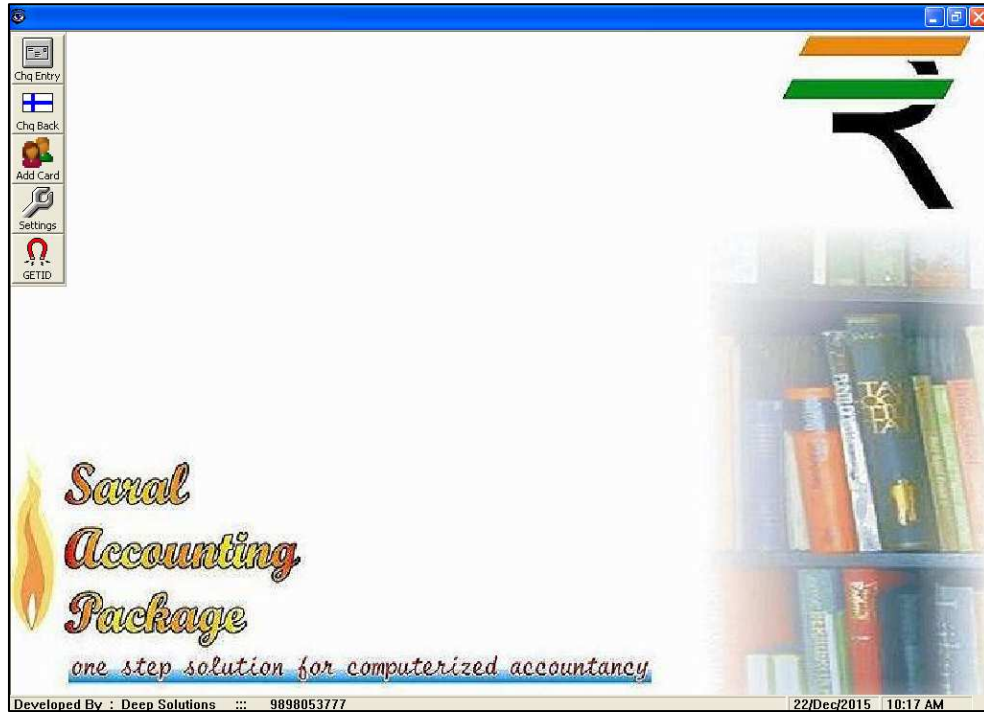 Chq Entry
Chq Back
Add Card
Settings
GETID
Saral
Accounting
Package
one step solution for computerized accountancy
Developed By : Deep Solutions ::: 9898053777
22/Dec/2015 10:17 AM